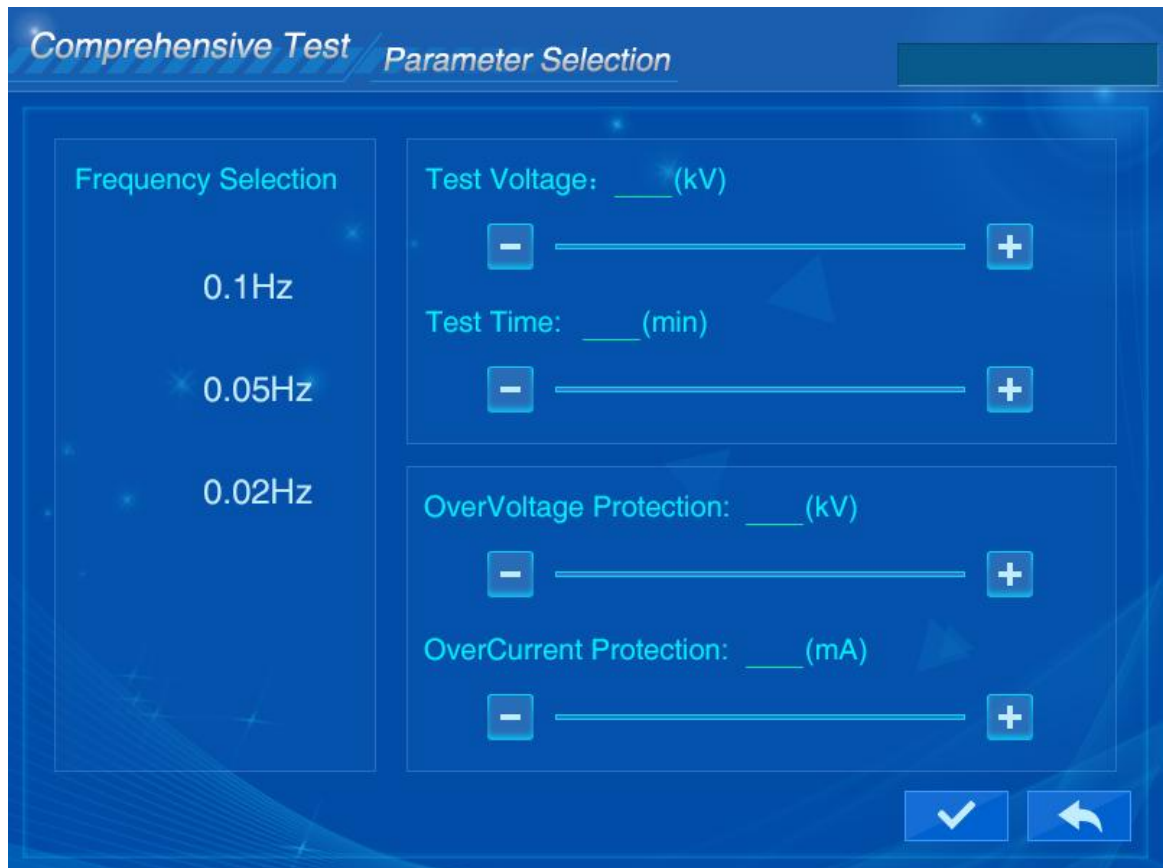 Comprehensive Test
Parameter Selection
Frequency Selection
0.1Hz
0.05Hz
0.02Hz
Test Voltage：____(kV)
Test Time: ____(min)
OverVoltage Protection: ____(kV)
OverCurrent Protection: ____(mA)